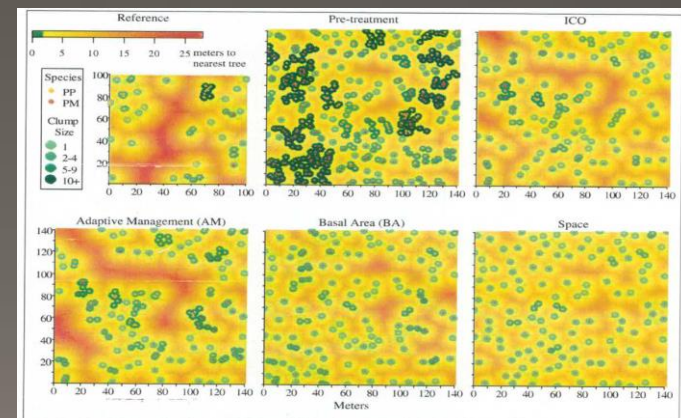 Reference
Pre-treatment
ICO
0 5 10 15 20 25 meters to
nearest tree
Species
PP
PM
Clump
Size
1
2-4
5-9
10+
100
80
60
40
20
0 20 40 60 80 100
0 20 40 60 80 100 120 140
0 20 40 60 80 100 120 140
Adaptive Management (AM)
Basal Area (BA)
Space
140
120
100
80
60
40
20
0
0 20 40 60 80 100 120 140
0 20 40 60 80 100 120 140
0 20 40 60 80 100 120 140
Meters